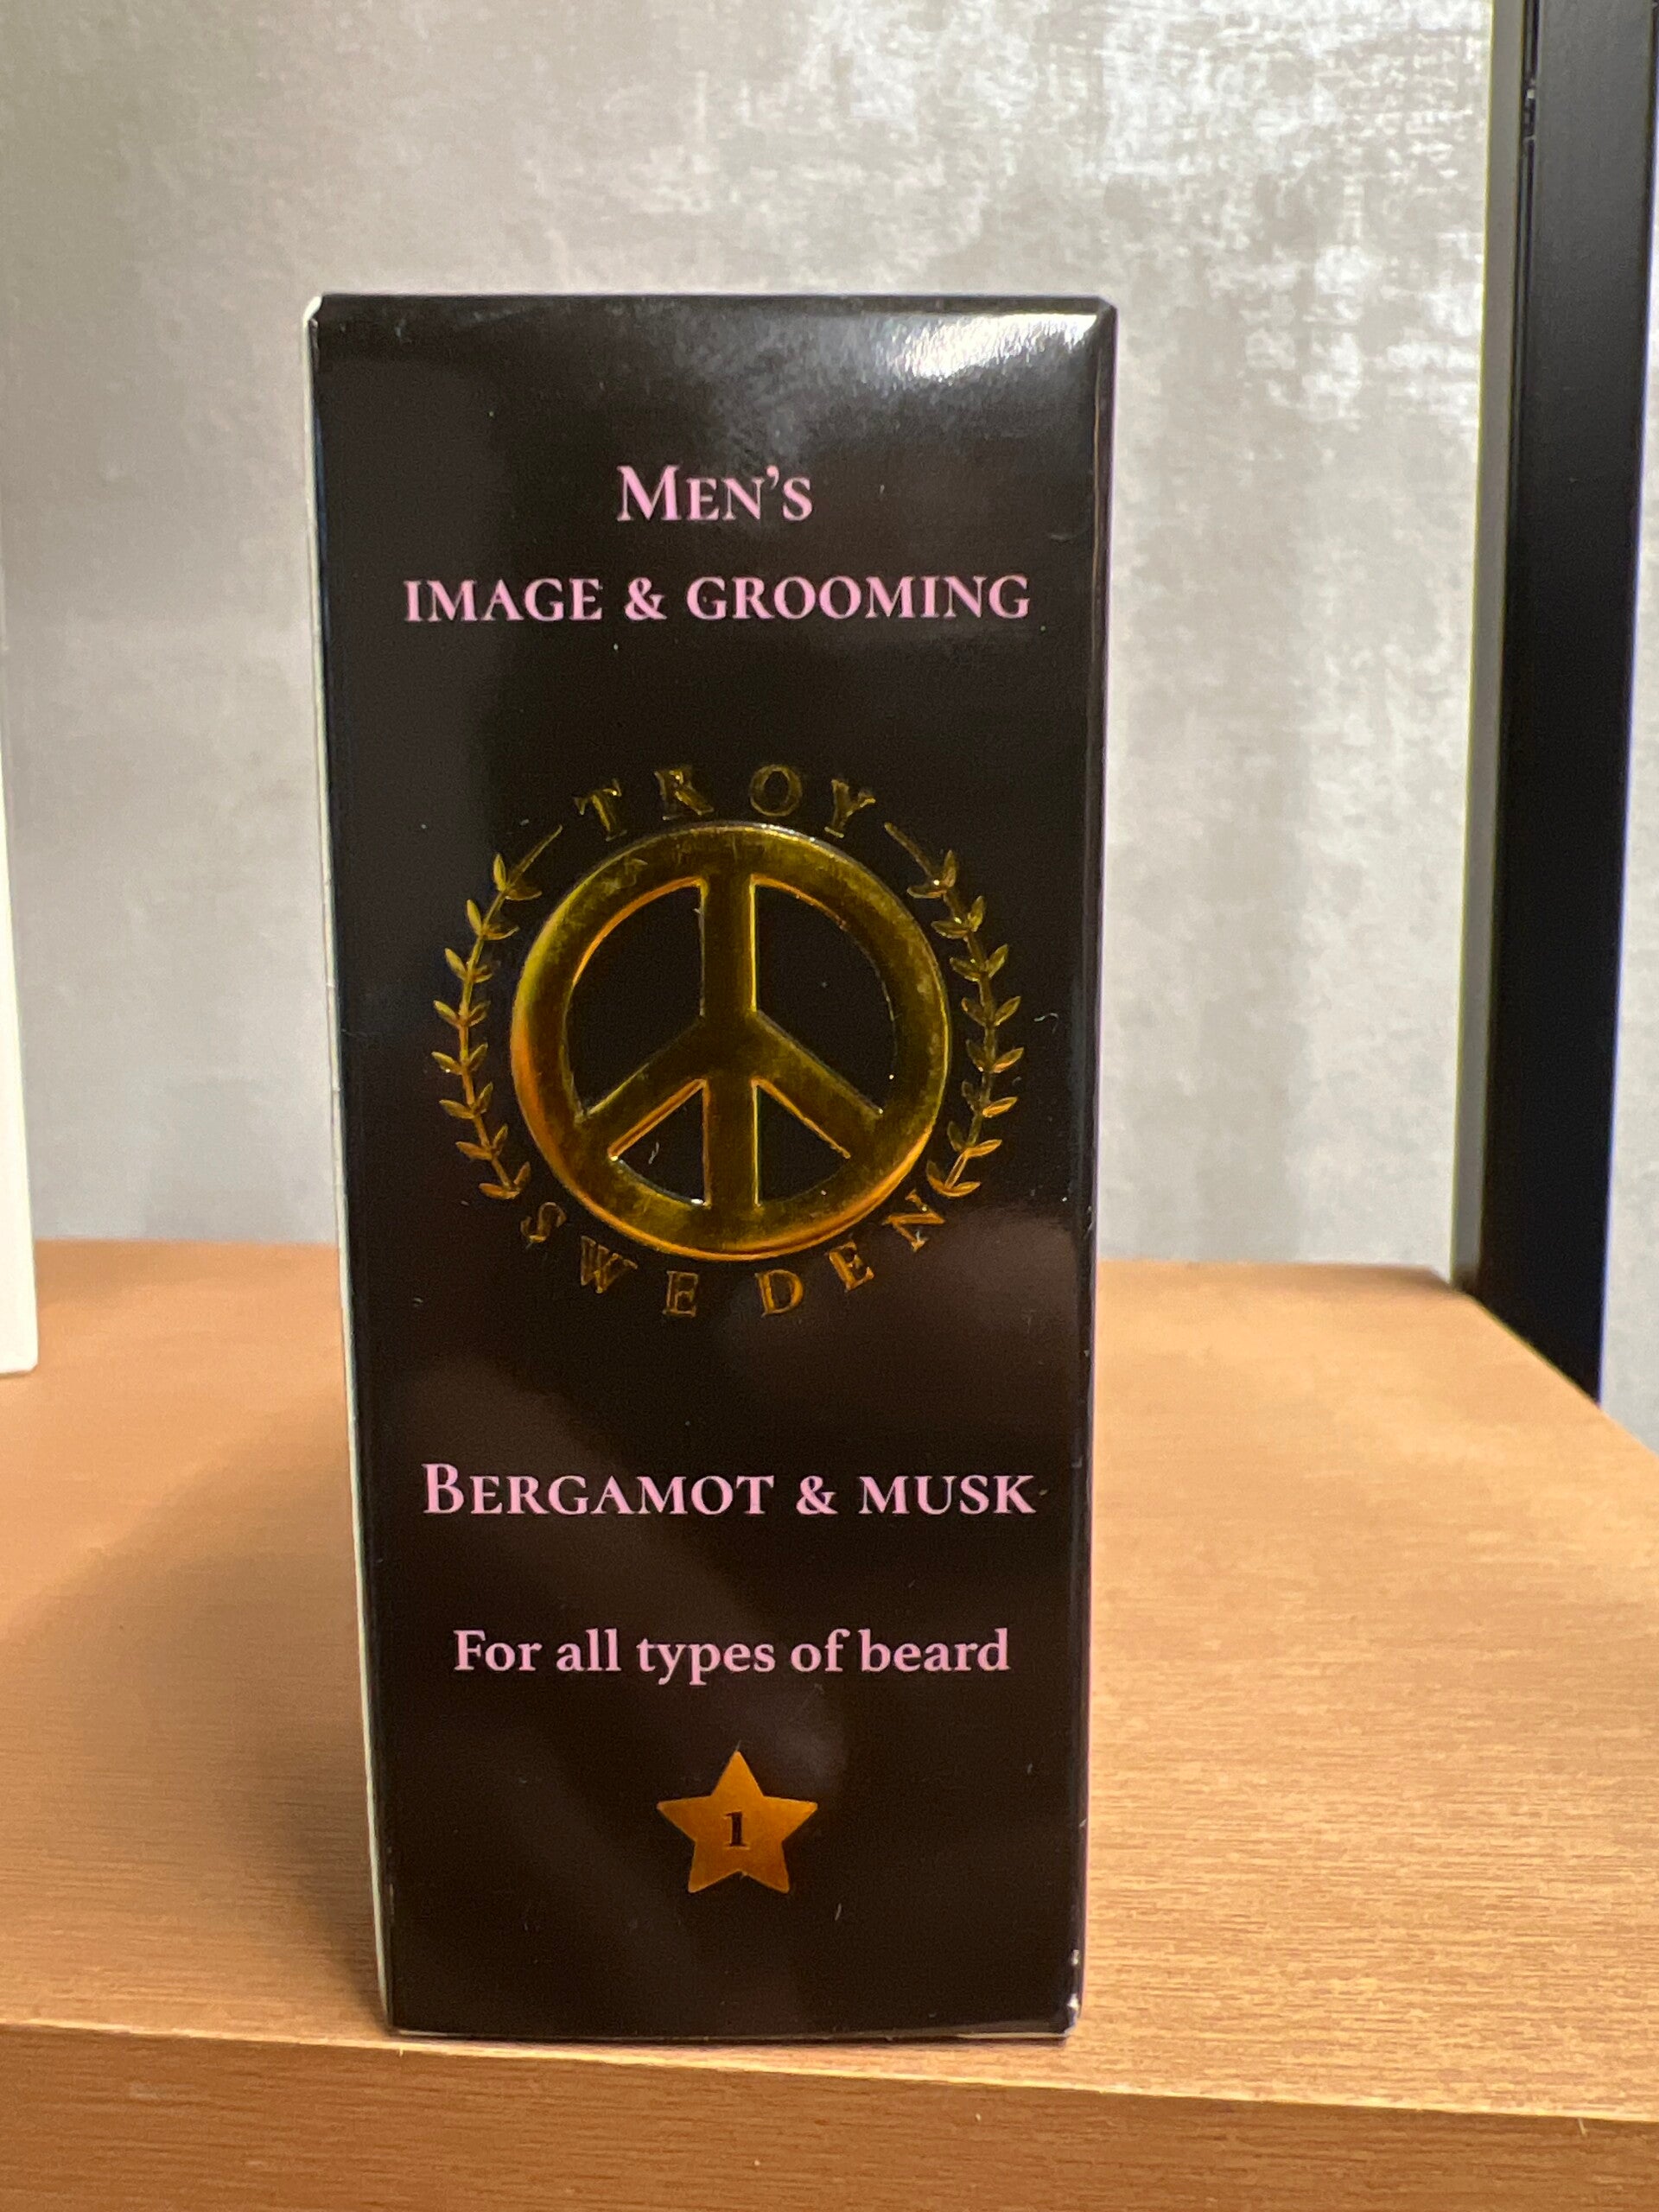 MEN'S
IMAGE & GROOMING
TROY
SWEDEN
BERGAMOT & MUSK
For all types of beard
1